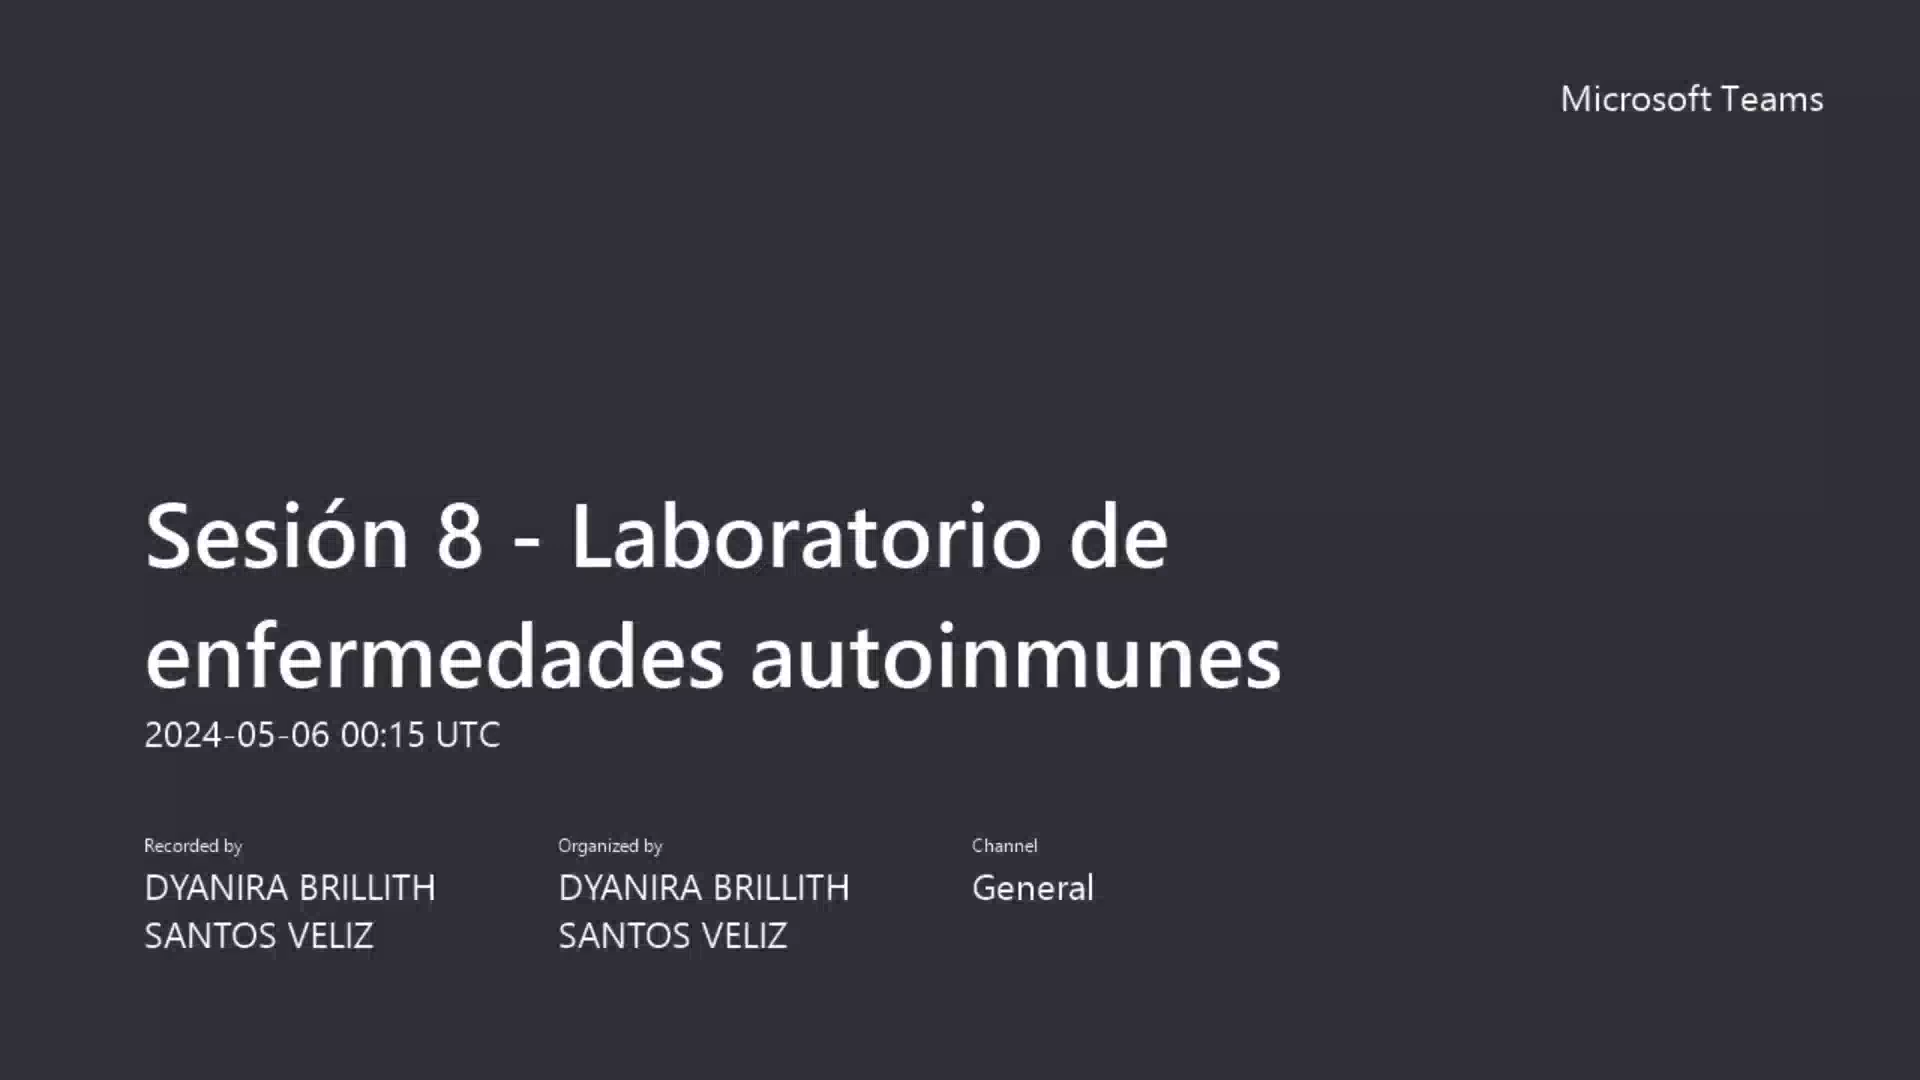 Microsoft Teams
Sesión 8 - Laboratorio de
enfermedades autoinmunes
2024-05-06 00:15 UTC
Recorded by
DYANIRA BRILLITH
SANTOS VELIZ
Organized by
DYANIRA BRILLITH
SANTOS VELIZ
Channel
General